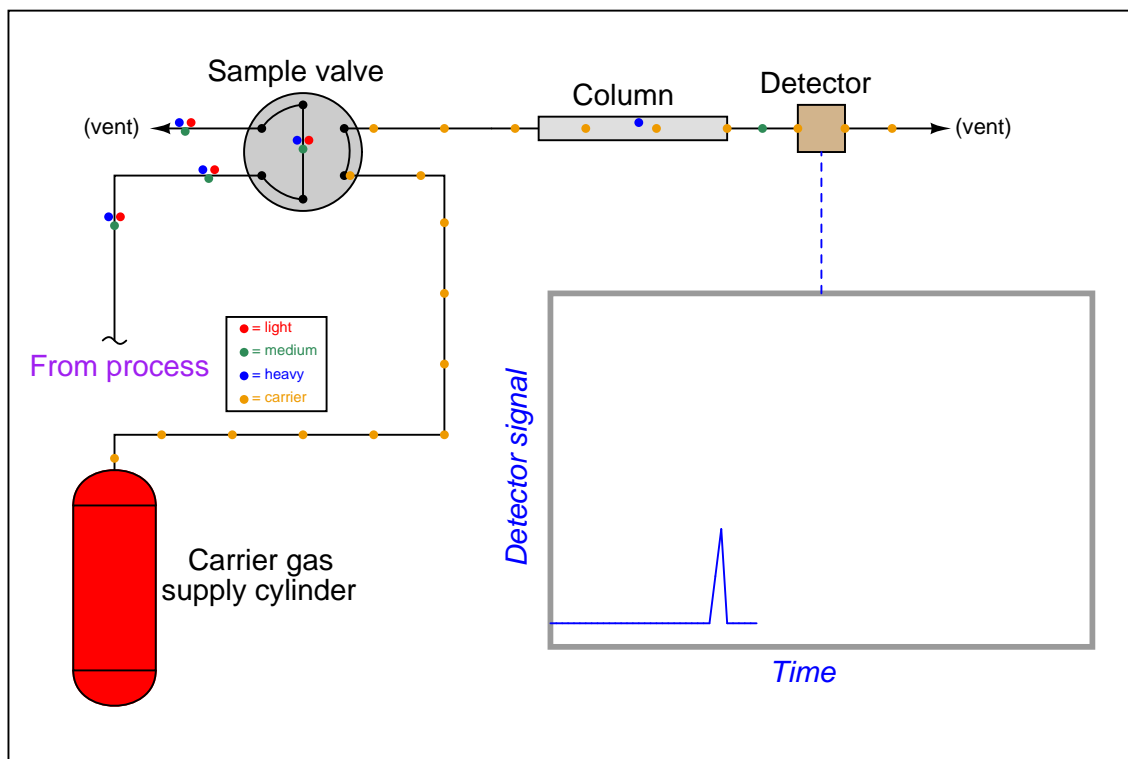 Sample valve
Column
Detector
(vent)
(vent)
= light
= medium
= heavy
= carrier
From process
Detector signal
Carrier gas
supply cylinder
Time